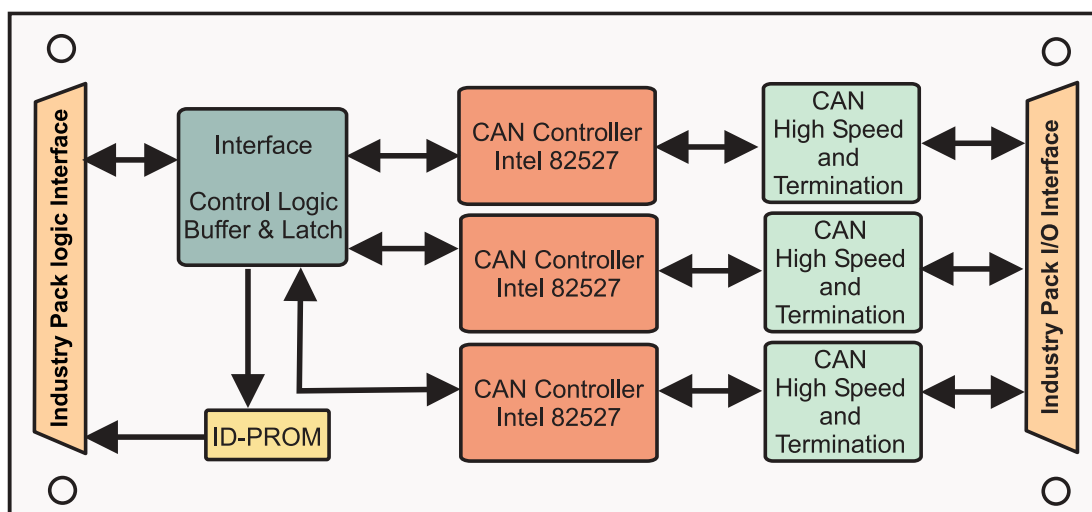 Industry Pack logic Interface
Interface
Control Logic
Buffer & Latch
ID-PROM
CAN Controller
Intel 82527
CAN
High Speed
and
Termination
CAN Controller
Intel 82527
CAN
High Speed
and
Termination
CAN Controller
Intel 82527
CAN
High Speed
and
Termination
Industry Pack I/O Interface